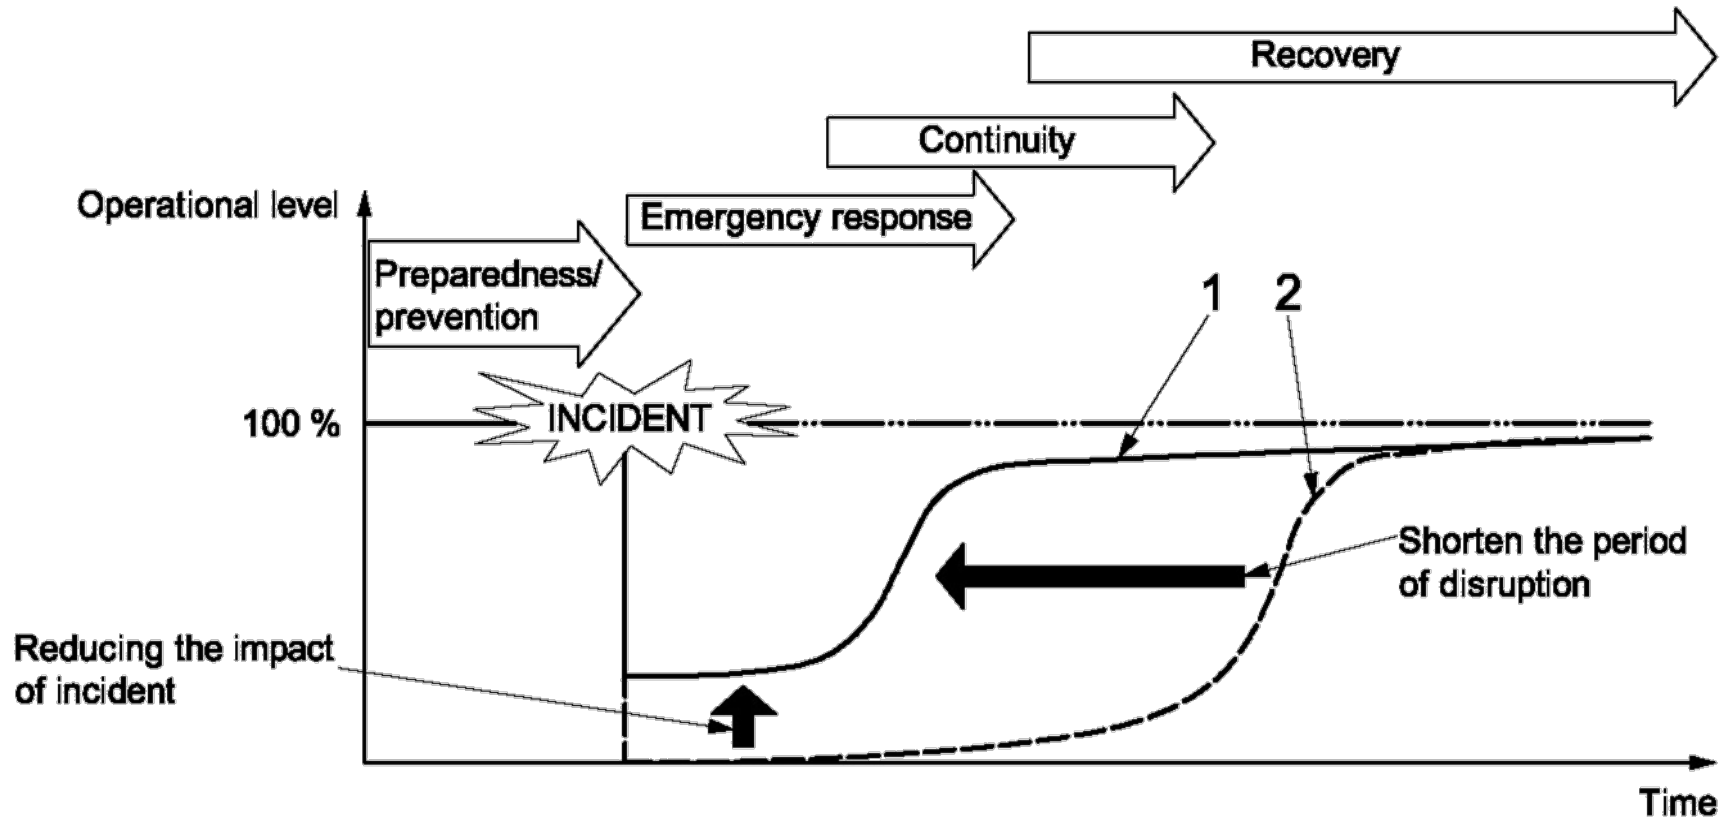 Recovery
Continuity
Operational level
Emergency response
Preparedness/
prevention
1 2
100 %
INCIDENT
Shorten the period
of disruption
Reducing the impact
of incident
Time